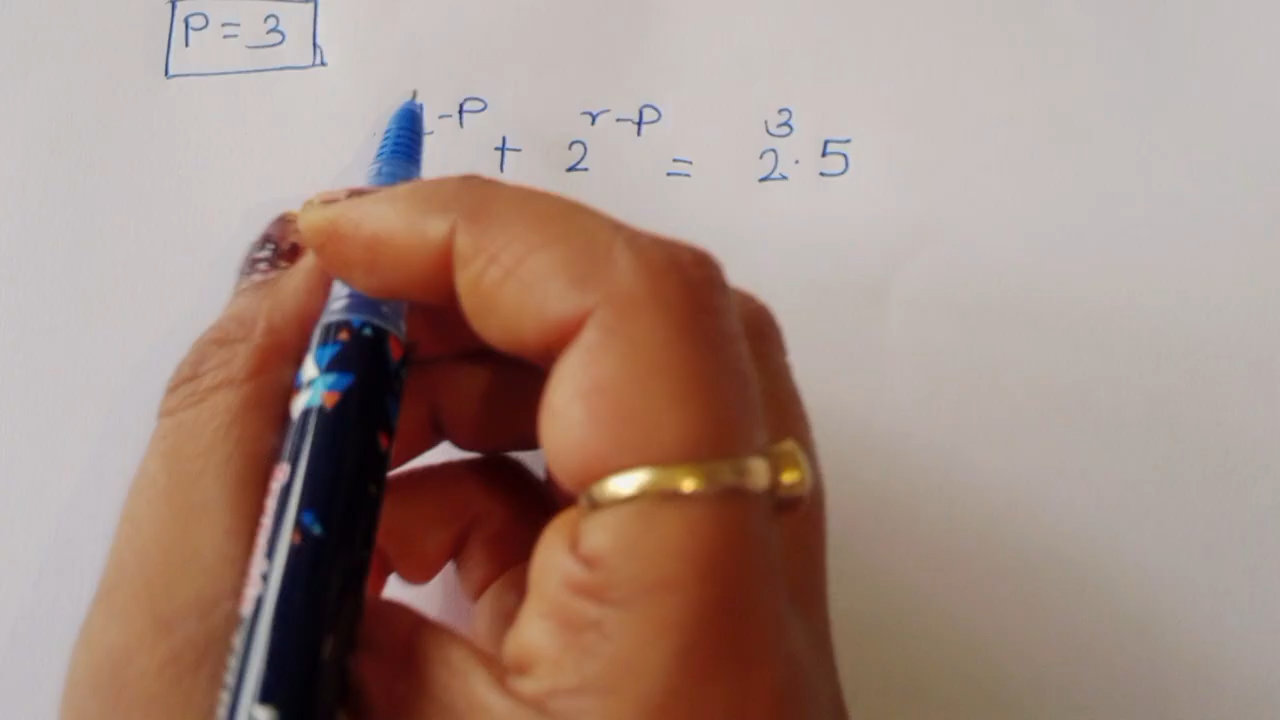 P = 3
-P + 2^{r-P} = 2^3 · 5